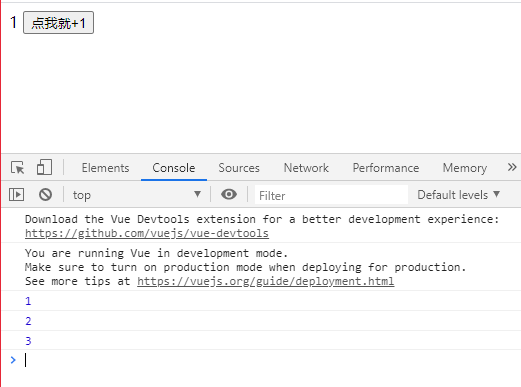 1 点我就+1
Elements Console Sources Network Performance Memory »
top Filter Default levels ▼
Download the Vue Devtools extension for a better development experience:
https://github.com/vuejs/vue-devtools
You are running Vue in development mode.
Make sure to turn on production mode when deploying for production.
See more tips at https://vuejs.org/guide/deployment.html
1
2
3